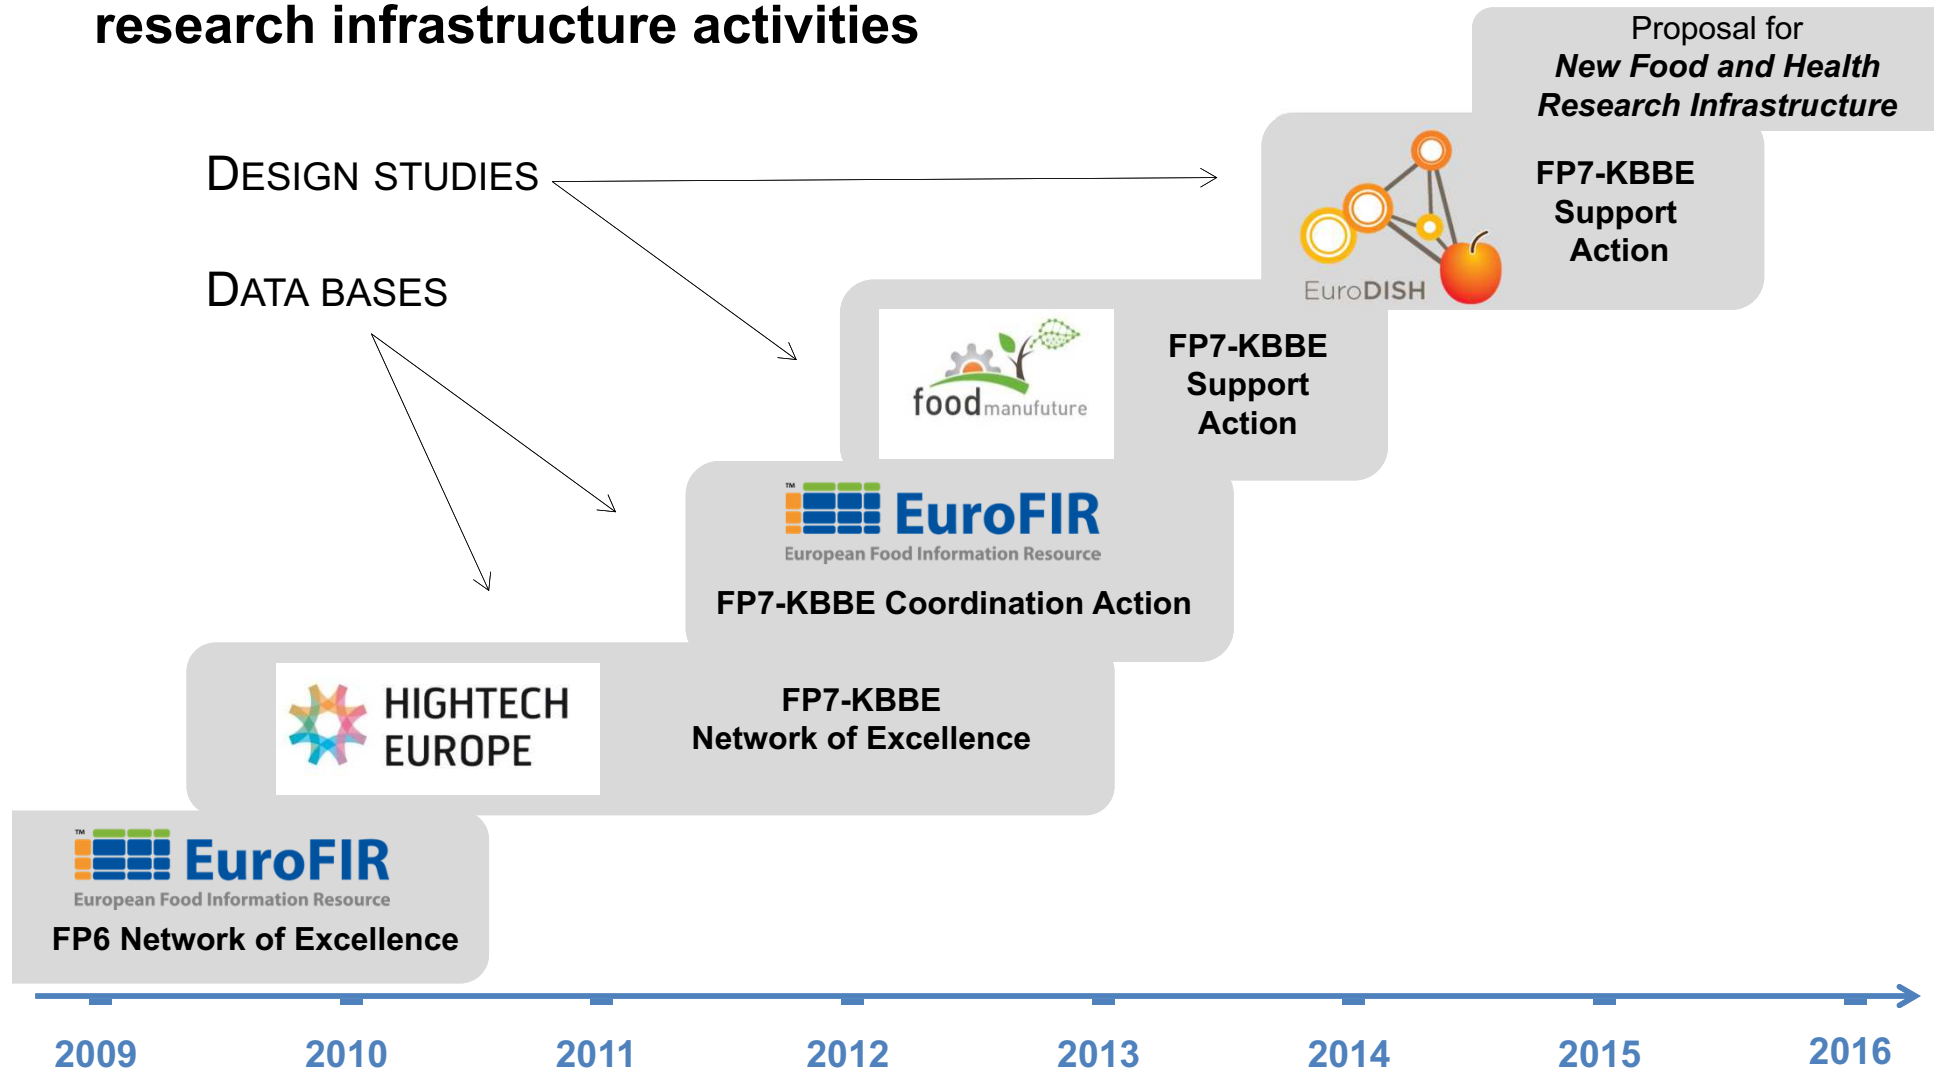 research infrastructure activities
Proposal for
New Food and Health
Research Infrastructure
DESIGN STUDIES
DATA BASES
EuroDISH
FP7-KBBE
Support
Action
food manufuture
FP7-KBBE
Support
Action
TM
EuroFIR
European Food Information Resource
FP7-KBBE Coordination Action
HIGHTECH
EUROPE
FP7-KBBE
Network of Excellence
TM
EuroFIR
European Food Information Resource
FP6 Network of Excellence
2009 2010 2011 2012 2013 2014 2015 2016